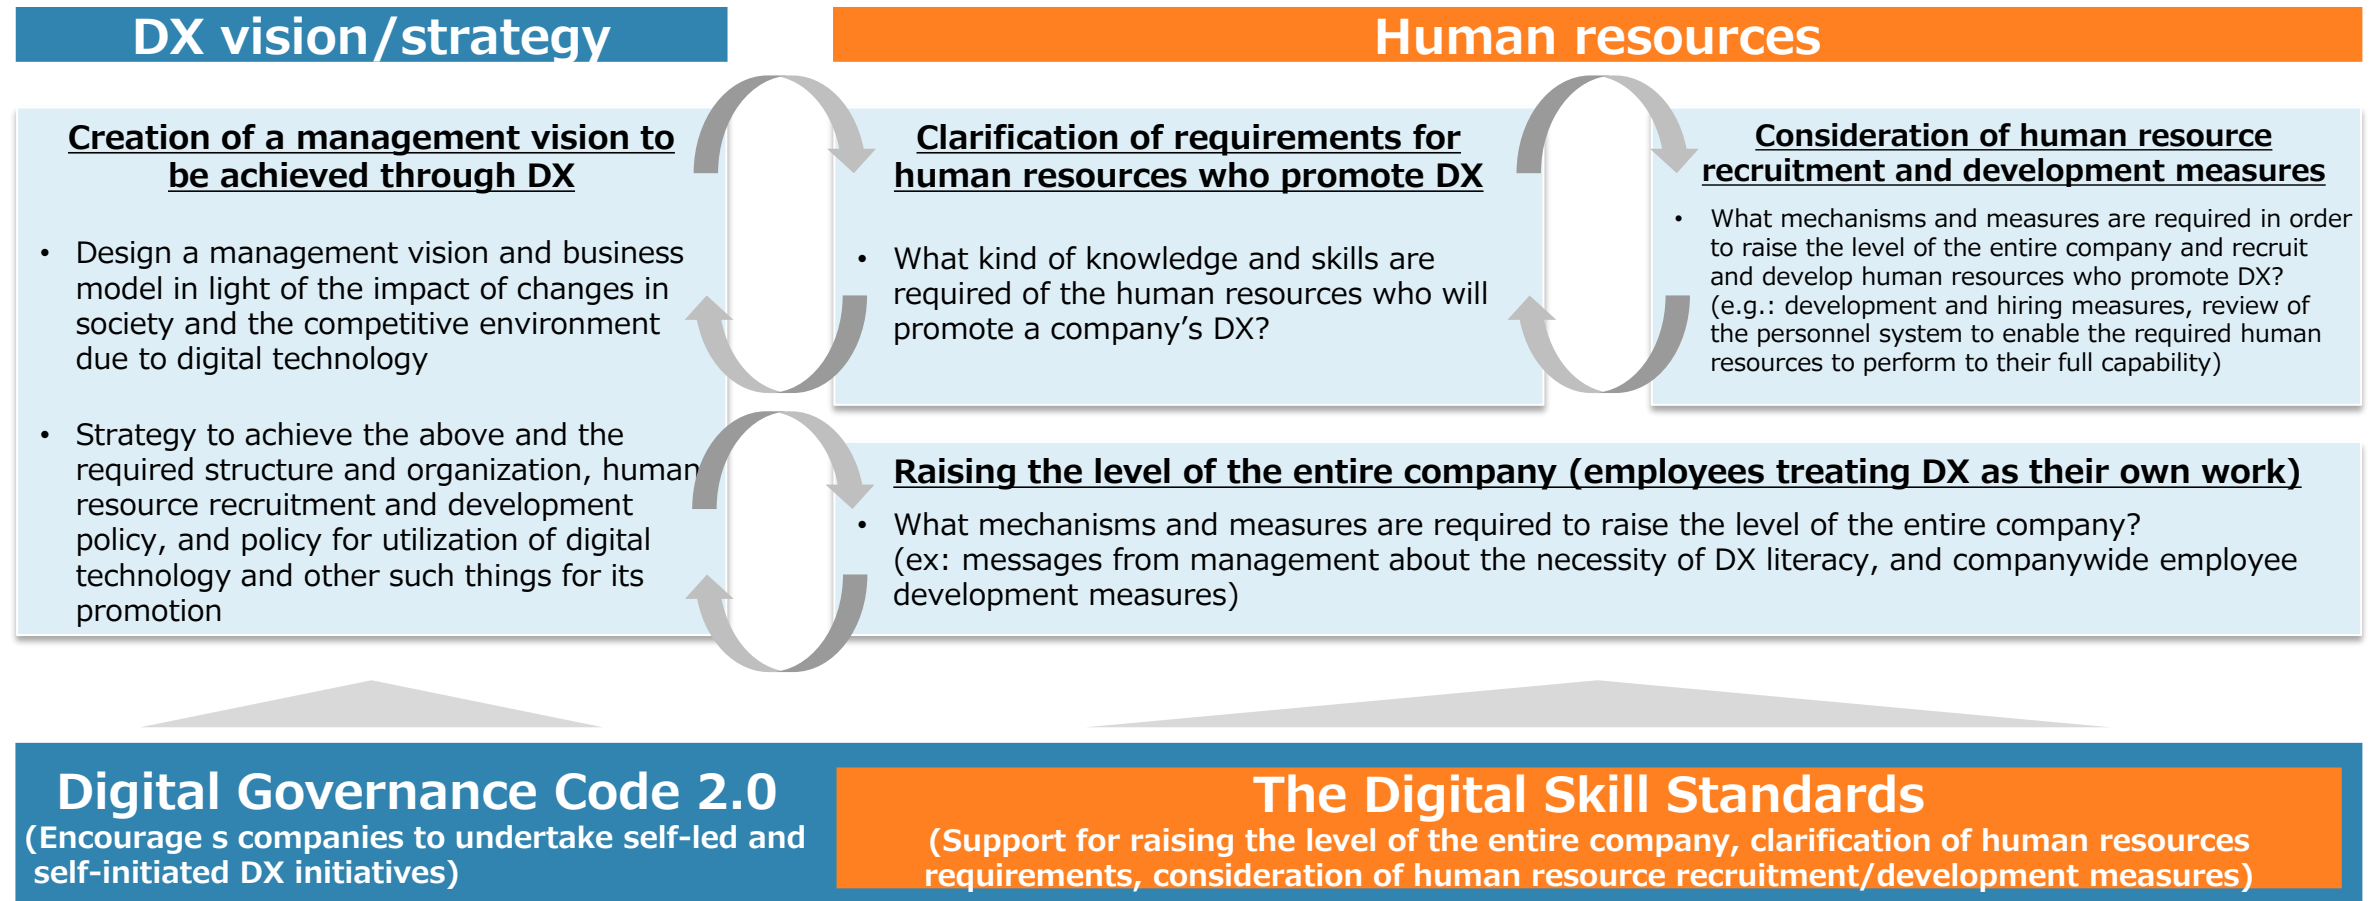 DX vision/strategy
Human resources
Creation of a management vision to
be achieved through DX
• Design a management vision and business
model in light of the impact of changes in
society and the competitive environment
due to digital technology
• Strategy to achieve the above and the
required structure and organization, human
resource recruitment and development
policy, and policy for utilization of digital
technology and other such things for its
promotion
Clarification of requirements for
human resources who promote DX
• What kind of knowledge and skills are
required of the human resources who will
promote a company’s DX?
Consideration of human resource
recruitment and development measures
• What mechanisms and measures are required in order
to raise the level of the entire company and recruit
and develop human resources who promote DX?
(e.g.: development and hiring measures, review of
the personnel system to enable the required human
resources to perform to their full capability)
Raising the level of the entire company (employees treating DX as their own work)
• What mechanisms and measures are required to raise the level of the entire company?
(ex: messages from management about the necessity of DX literacy, and companywide employee
development measures)
Digital Governance Code 2.0
(Encourage s companies to undertake self-led and
self-initiated DX initiatives)
The Digital Skill Standards
(Support for raising the level of the entire company, clarification of human resources
requirements, consideration of human resource recruitment/development measures)